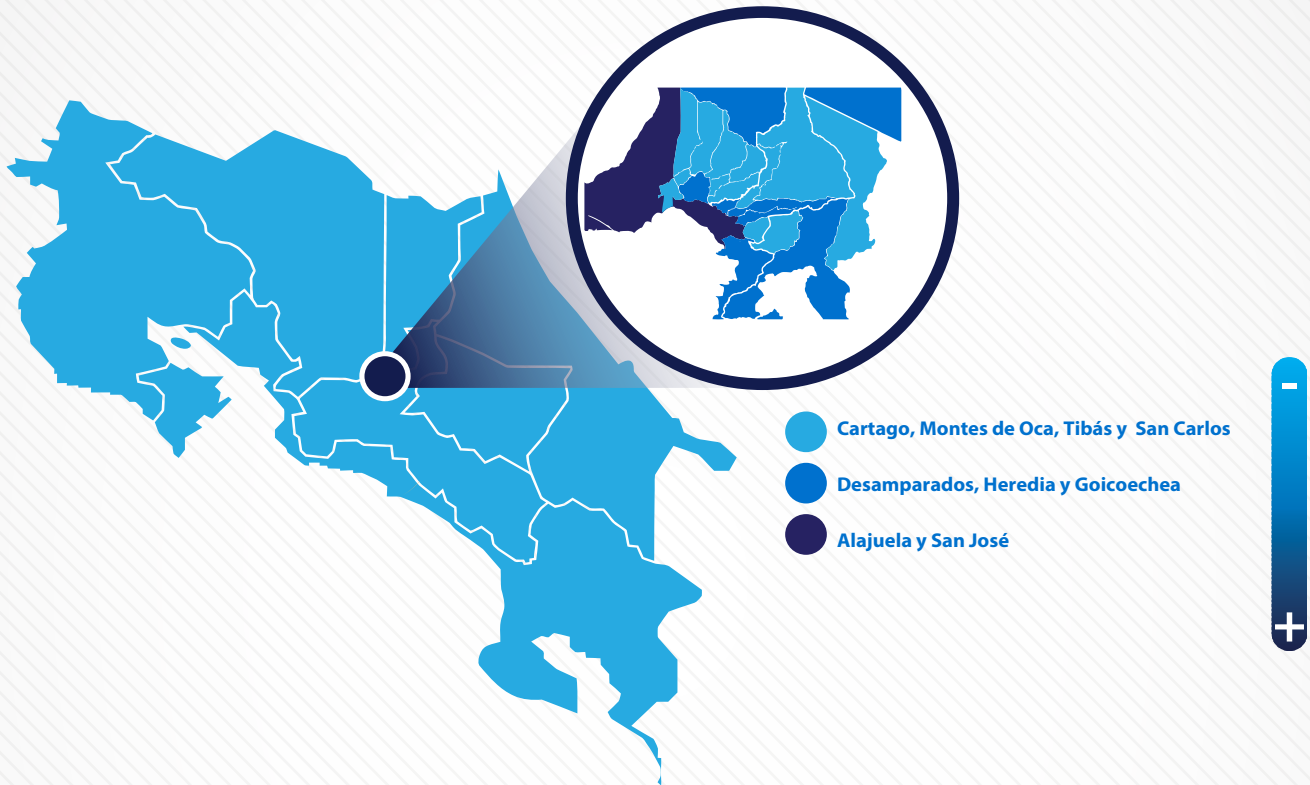 Cartago, Montes de Oca, Tibás y San Carlos
Desamparados, Heredia y Goicoechea
Alajuela y San José
-
+